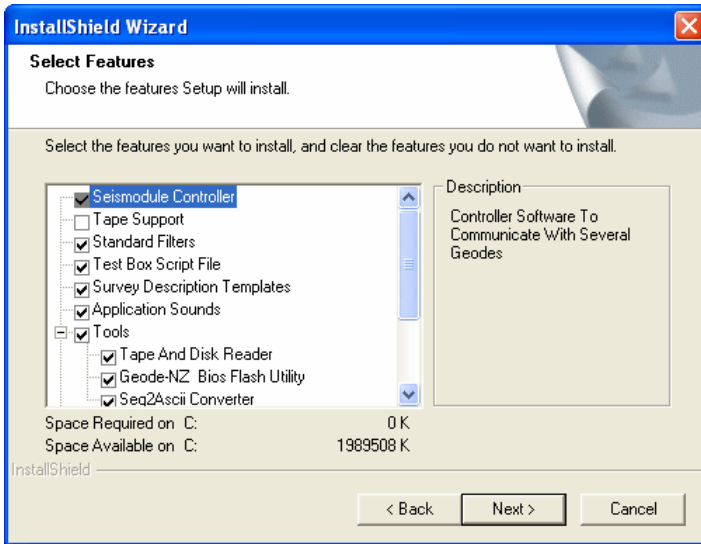 InstallShield Wizard
Select Features
Choose the features Setup will install.
Select the features you want to install, and clear the features you do not want to install.
Seismodule Controller
Tape Support
Standard Filters
Test Box Script File
Survey Description Templates
Application Sounds
Tools
Tape And Disk Reader
Geode-NZ Bios Flash Utility
Seg2Ascii Converter
Description
Controller Software To
Communicate With Several
Geodes
Space Required on C: 0 K
Space Available on C: 1989508 K
InstallShield
< Back Next > Cancel